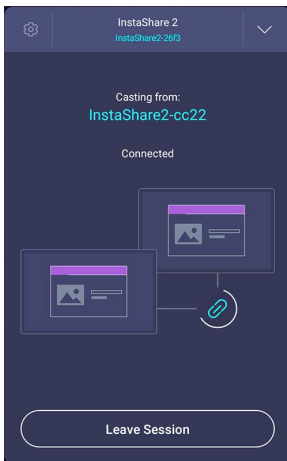 InstaShare 2
InstaShare2-26f3
Casting from:
InstaShare2-cc22
Connected
Leave Session